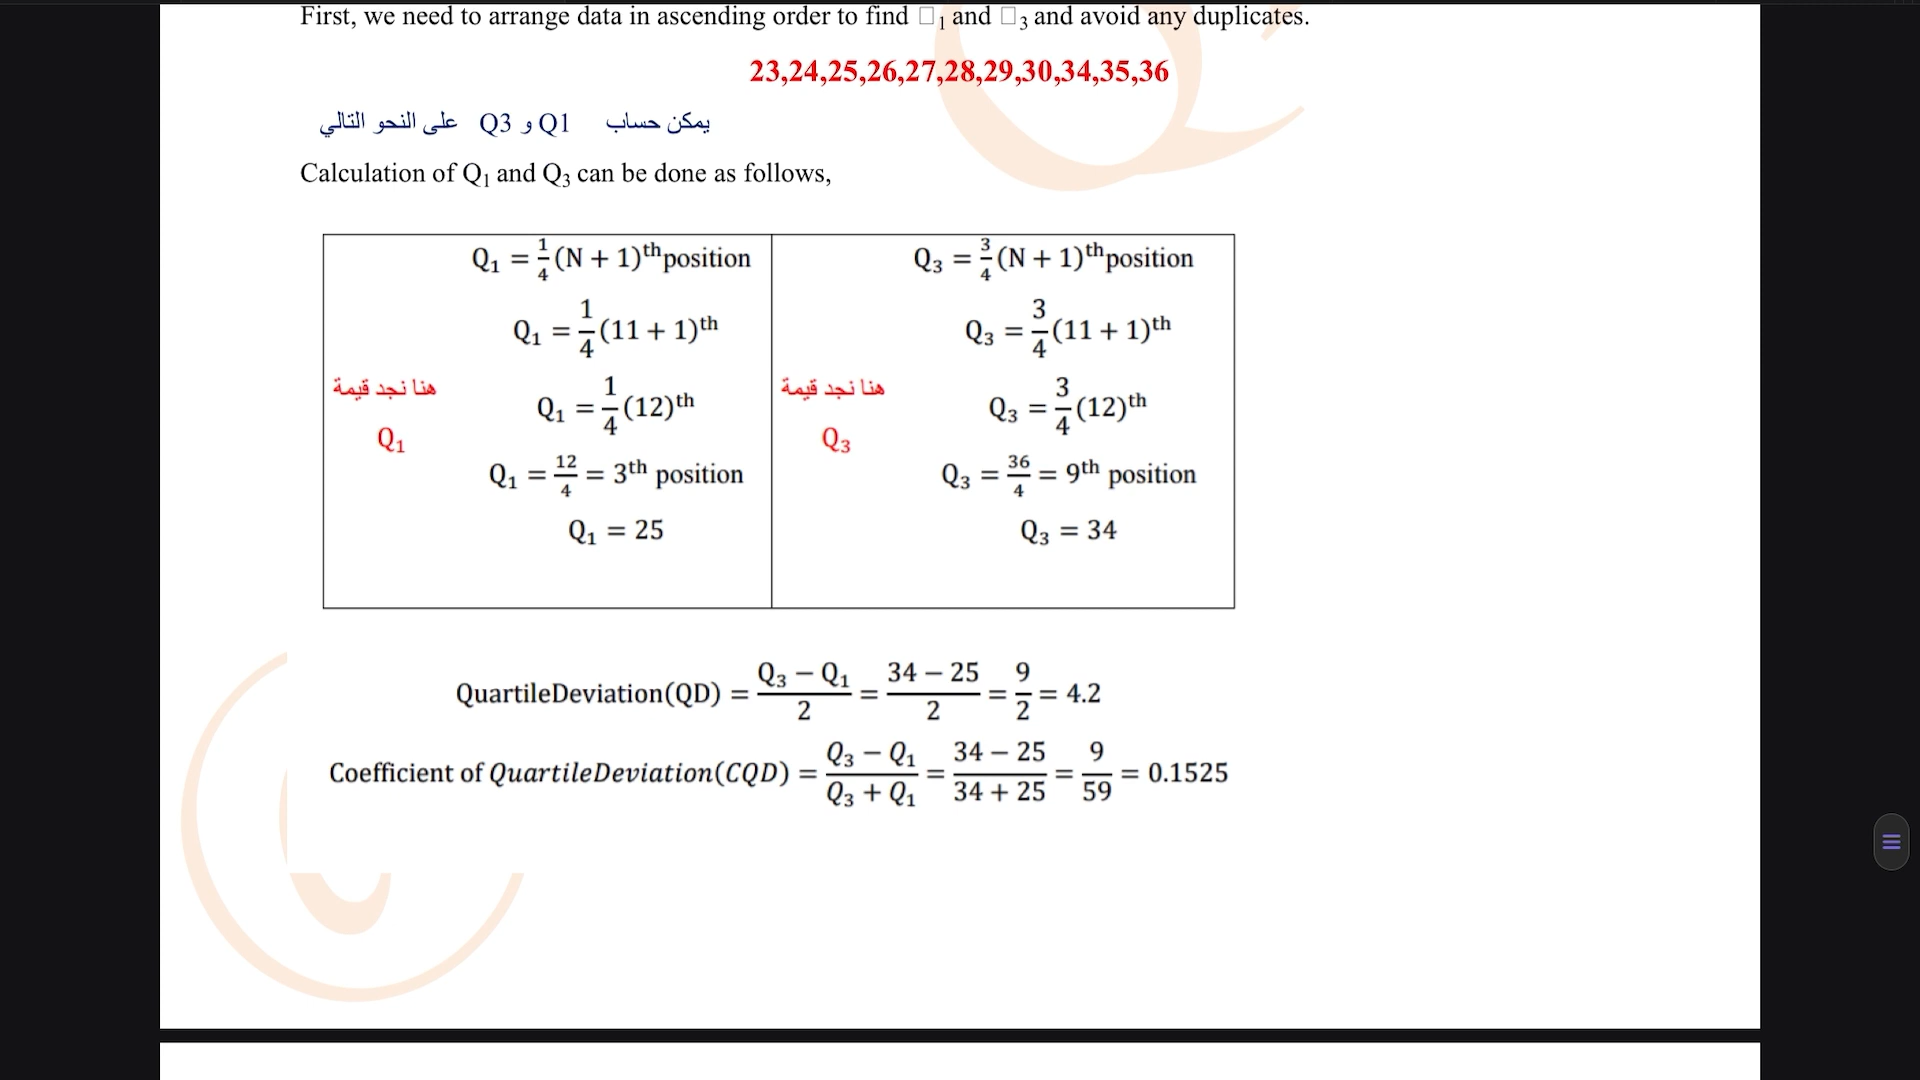 First, we need to arrange data in ascending order to find □₁ and □₃ and avoid any duplicates.
23,24,25,26,27,28,29,30,34,35,36
يمكن حساب Q1 و Q3 على النحو التالي
Calculation of Q₁ and Q₃ can be done as follows,
Q₁ = 1/4 (N + 1)ᵗʰposition
Q₁ = 1/4 (11 + 1)ᵗʰ
هنا نجد قيمة
Q₁ = 1/4 (12)ᵗʰ
Q₁
Q₁ = 12/4 = 3ᵗʰ position
Q₁ = 25
Q₃ = 3/4 (N + 1)ᵗʰposition
Q₃ = 3/4 (11 + 1)ᵗʰ
هنا نجد قيمة
Q₃ = 3/4 (12)ᵗʰ
Q₃
Q₃ = 36/4 = 9ᵗʰ position
Q₃ = 34
QuartileDeviation(QD) = (Q₃ − Q₁)/2 = (34 − 25)/2 = 9/2 = 4.2
Coefficient of QuartileDeviation(CQD) = (Q₃ − Q₁)/(Q₃ + Q₁) = (34 − 25)/(34 + 25) = 9/59 = 0.1525